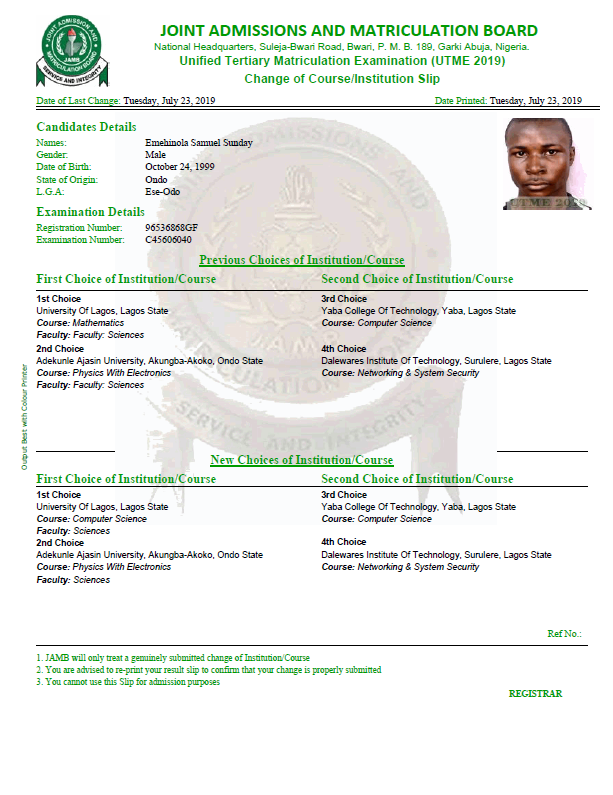 JOINT ADMISSIONS AND MATRICULATION BOARD
National Headquarters, Suleja-Bwari Road, Bwari, P. M. B. 189, Garki Abuja, Nigeria.
Unified Tertiary Matriculation Examination (UTME 2019)
Change of Course/Institution Slip
JOINT ADMISSIONS AND
MATRICULATION BOARD
JAMB
SERVICE AND INTEGRITY
Date of Last Change: Tuesday, July 23, 2019
Date Printed: Tuesday, July 23, 2019
Candidates Details
Names: Emehinola Samuel Sunday
Gender: Male
Date of Birth: October 24, 1999
State of Origin: Ondo
L.G.A: Ese-Odo
UTME 2019
Examination Details
Registration Number: 96536868GF
Examination Number: C45606040
Previous Choices of Institution/Course
First Choice of Institution/Course
Second Choice of Institution/Course
1st Choice
University Of Lagos, Lagos State
Course: Mathematics
Faculty: Faculty: Sciences
2nd Choice
Adekunle Ajasin University, Akungba-Akoko, Ondo State
Course: Physics With Electronics
Faculty: Faculty: Sciences
3rd Choice
Yaba College Of Technology, Yaba, Lagos State
Course: Computer Science
4th Choice
Dalewares Institute Of Technology, Surulere, Lagos State
Course: Networking & System Security
Output Best with Colour Printer
SERVICE AND INTEGRITY
New Choices of Institution/Course
First Choice of Institution/Course
Second Choice of Institution/Course
1st Choice
University Of Lagos, Lagos State
Course: Computer Science
Faculty: Sciences
2nd Choice
Adekunle Ajasin University, Akungba-Akoko, Ondo State
Course: Physics With Electronics
Faculty: Sciences
3rd Choice
Yaba College Of Technology, Yaba, Lagos State
Course: Computer Science
4th Choice
Dalewares Institute Of Technology, Surulere, Lagos State
Course: Networking & System Security
Ref No.:
1. JAMB will only treat a genuinely submitted change of Institution/Course
2. You are advised to re-print your result slip to confirm that your change is properly submitted
3. You cannot use this Slip for admission purposes
REGISTRAR